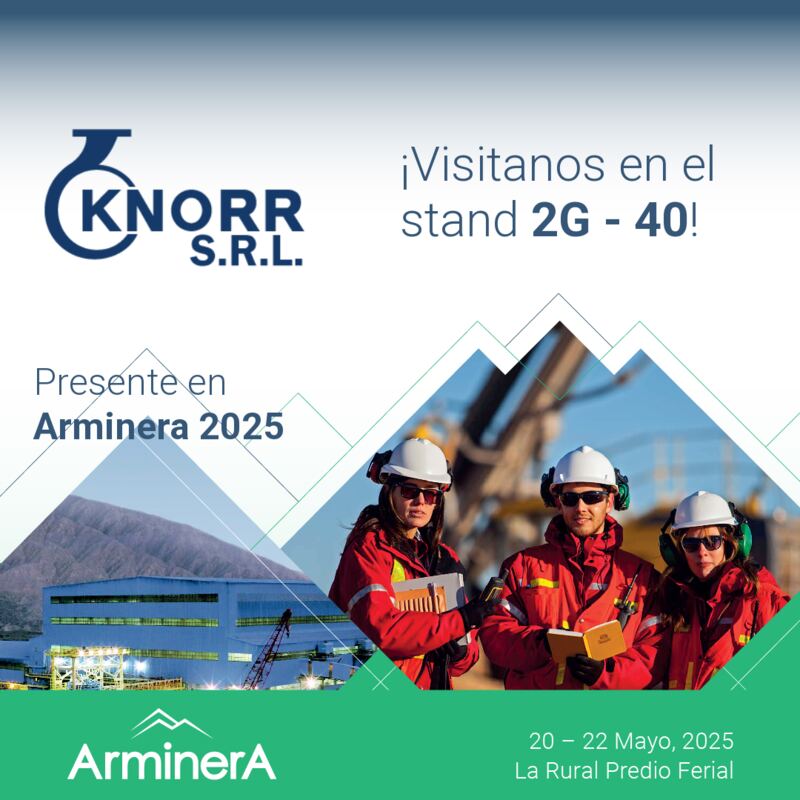 KNORR
S.R.L.
¡Visitanos en el
stand 2G - 40!
Presente en
Arminera 2025
ArminerA
20 – 22 Mayo, 2025
La Rural Predio Ferial